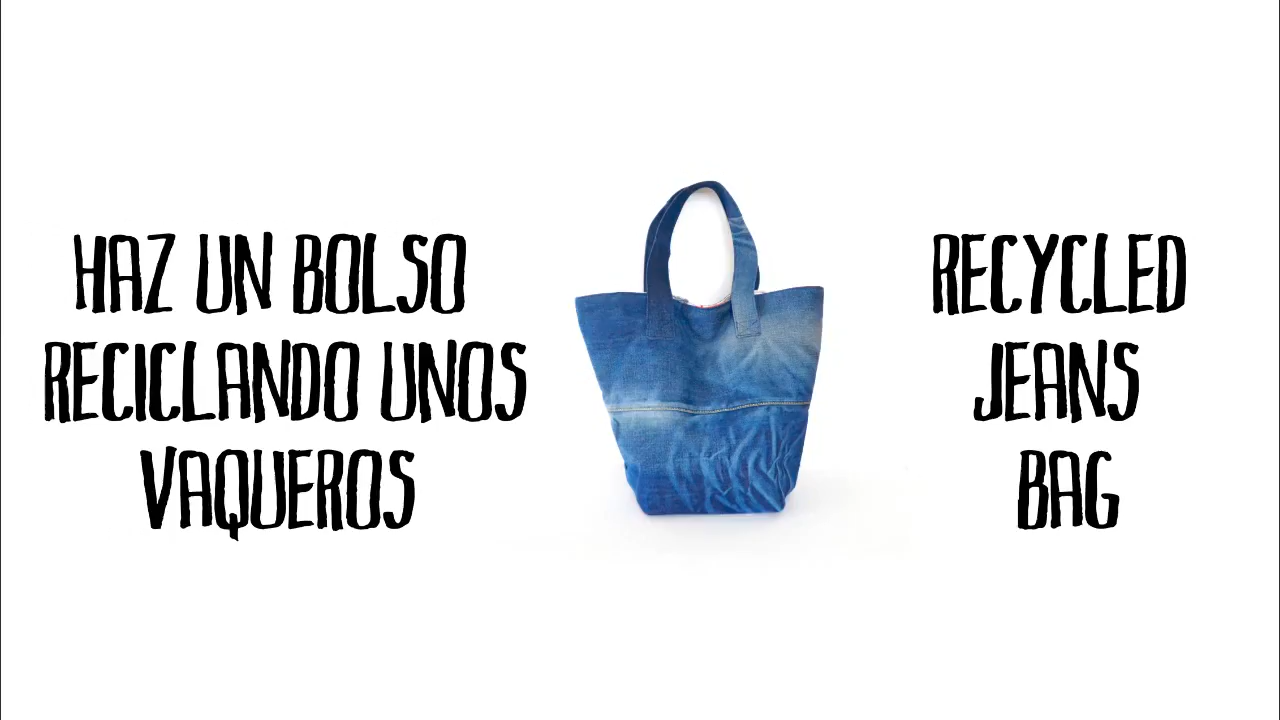 HAZ UN BOLSO
RECICLANDO UNOS
VAQUEROS
RECYCLED
JEANS
BAG